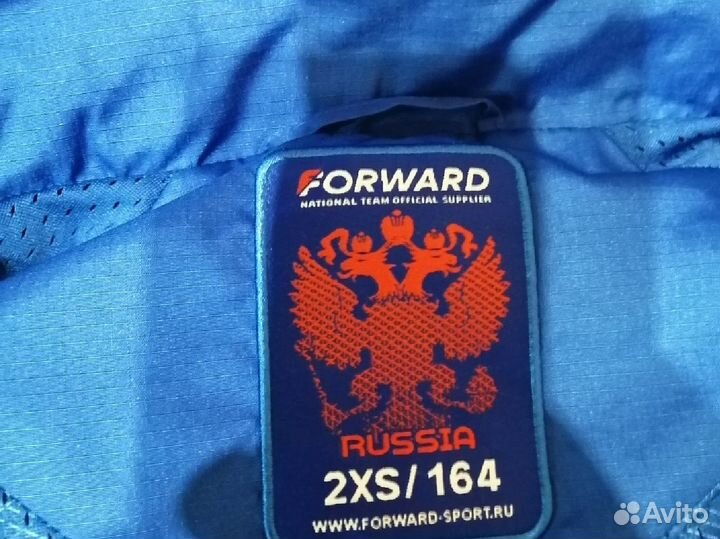 FORWARD
NATIONAL TEAM OFFICIAL SUPPLIER
RUSSIA
2XS/164
WWW.FORWARD-SPORT.RU
Avito